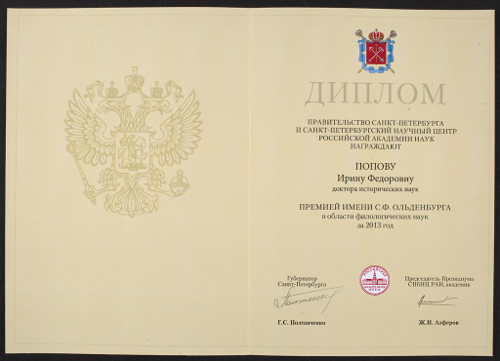 ДИПЛОМ
ПРАВИТЕЛЬСТВО САНКТ-ПЕТЕРБУРГА
И САНКТ-ПЕТЕРБУРГСКИЙ НАУЧНЫЙ ЦЕНТР
РОССИЙСКОЙ АКАДЕМИИ НАУК
НАГРАЖДАЮТ
ПОПОВУ
Ирину Федоровну
доктора исторических наук
ПРЕМИЕЙ ИМЕНИ С.Ф. ОЛЬДЕНБУРГА
в области филологических наук
за 2013 год
Губернатор
Санкт-Петербурга
Г.С. Полтавченко
Председатель Президиума
СПбНЦ РАН, академик
Ж.И. Алферов